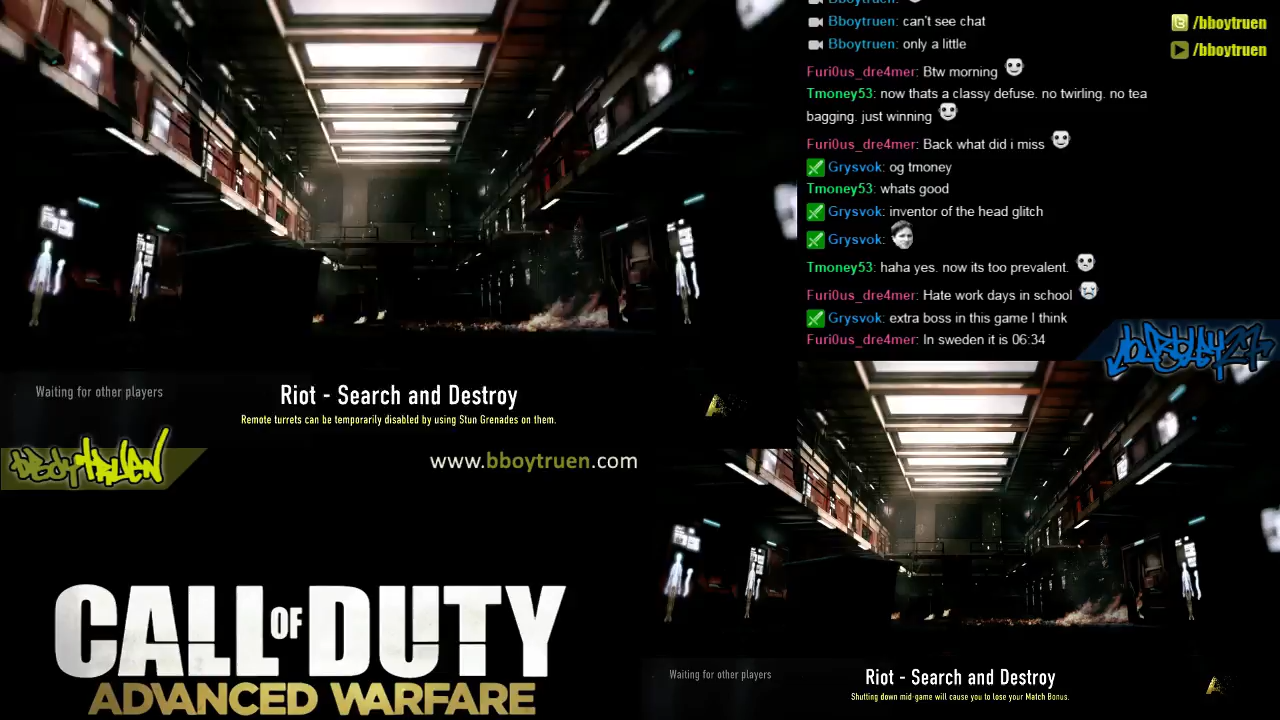 Bboytruen:
Bboytruen: can't see chat
Bboytruen: only a little
Furi0us_dre4mer: Btw morning
Tmoney53: now thats a classy defuse. no twirling. no tea
bagging. just winning
Furi0us_dre4mer: Back what did i miss
Grysvok: og tmoney
Tmoney53: whats good
Grysvok: inventor of the head glitch
Grysvok:
Tmoney53: haha yes. now its too prevalent.
Furi0us_dre4mer: Hate work days in school
Grysvok: extra boss in this game I think
Furi0us_dre4mer: In sweden it is 06:34
/bboytruen
/bboytruen
Waiting for other players
Riot - Search and Destroy
Remote turrets can be temporarily disabled by using Stun Grenades on them.
bboytruen
www.bboytruen.com
CALL OF DUTY
ADVANCED WARFARE
Waiting for other players
Riot - Search and Destroy
Shutting down mid-game will cause you to lose your Match Bonus.